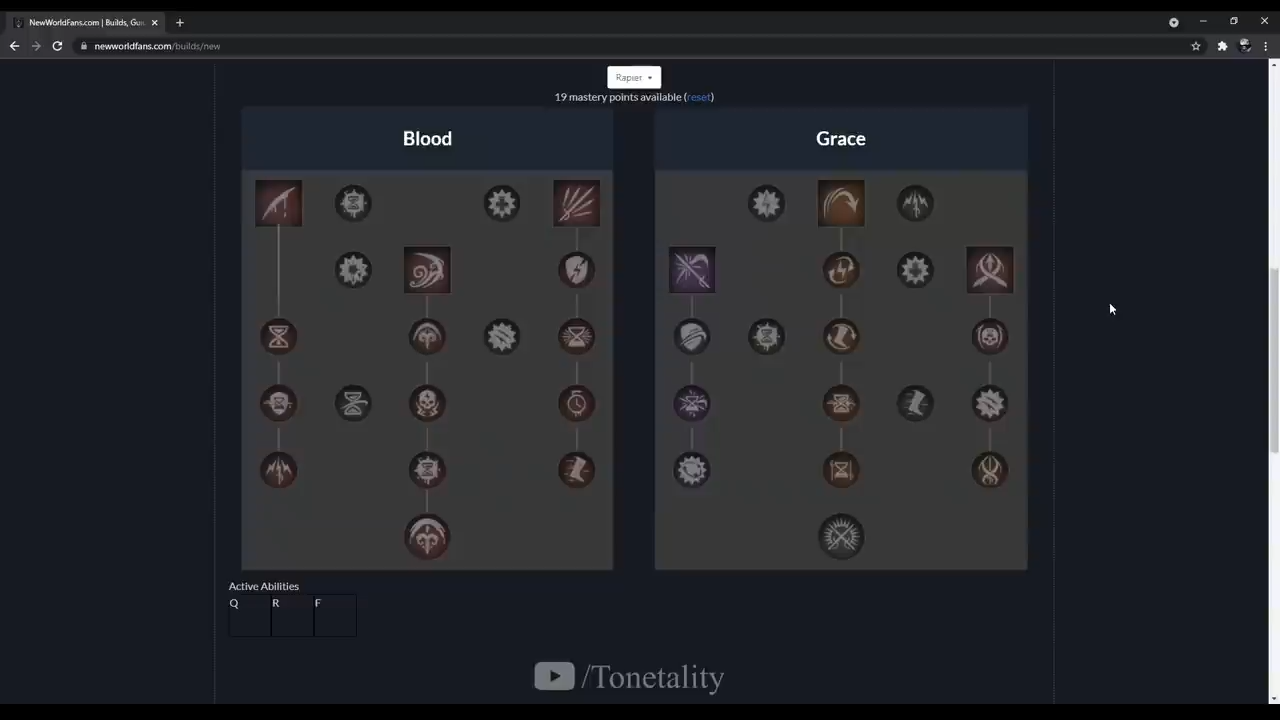 NewWorldFans.com | Builds, Gu
newworldfans.com/builds/new
Rapier
19 mastery points available (reset)
Blood
Grace
Active Abilities
Q R F
/Tonetality